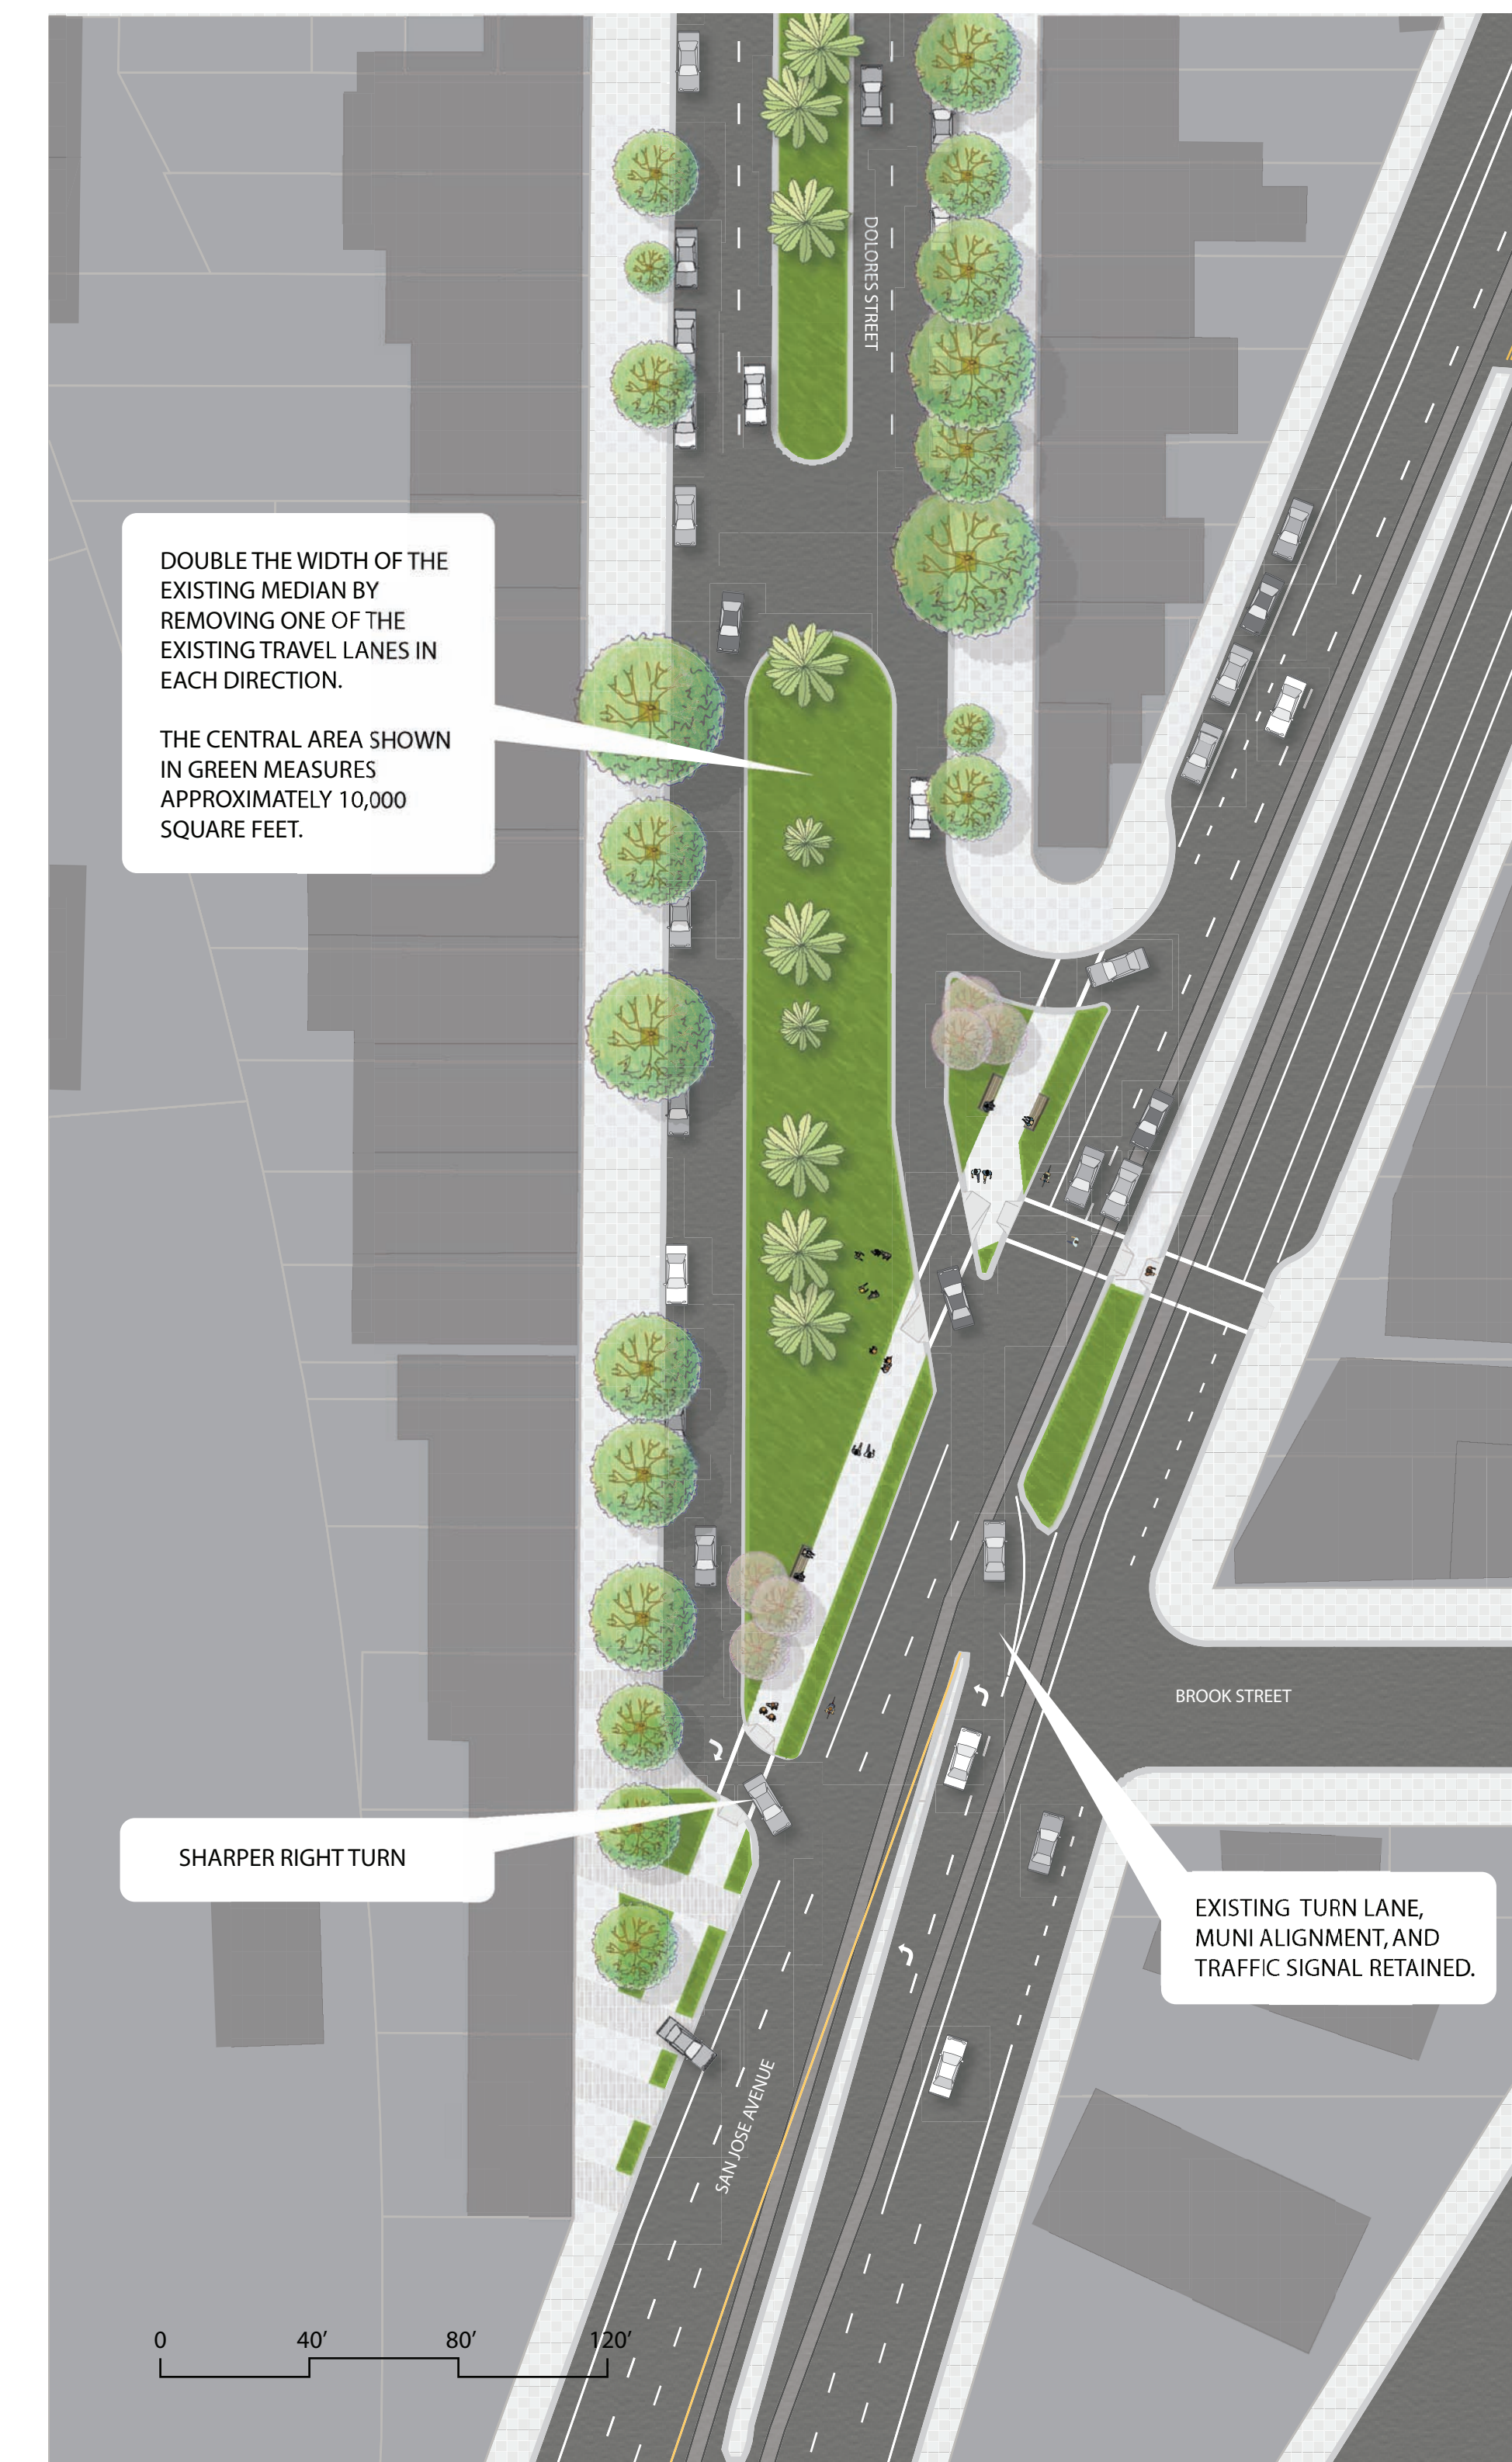 DOLORES STREET
DOUBLE THE WIDTH OF THE
EXISTING MEDIAN BY
REMOVING ONE OF THE
EXISTING TRAVEL LANES IN
EACH DIRECTION.
THE CENTRAL AREA SHOWN
IN GREEN MEASURES
APPROXIMATELY 10,000
SQUARE FEET.
BROOK STREET
SHARPER RIGHT TURN
EXISTING TURN LANE,
MUNI ALIGNMENT, AND
TRAFFIC SIGNAL RETAINED.
SAN JOSE AVENUE
0 40' 80' 120'